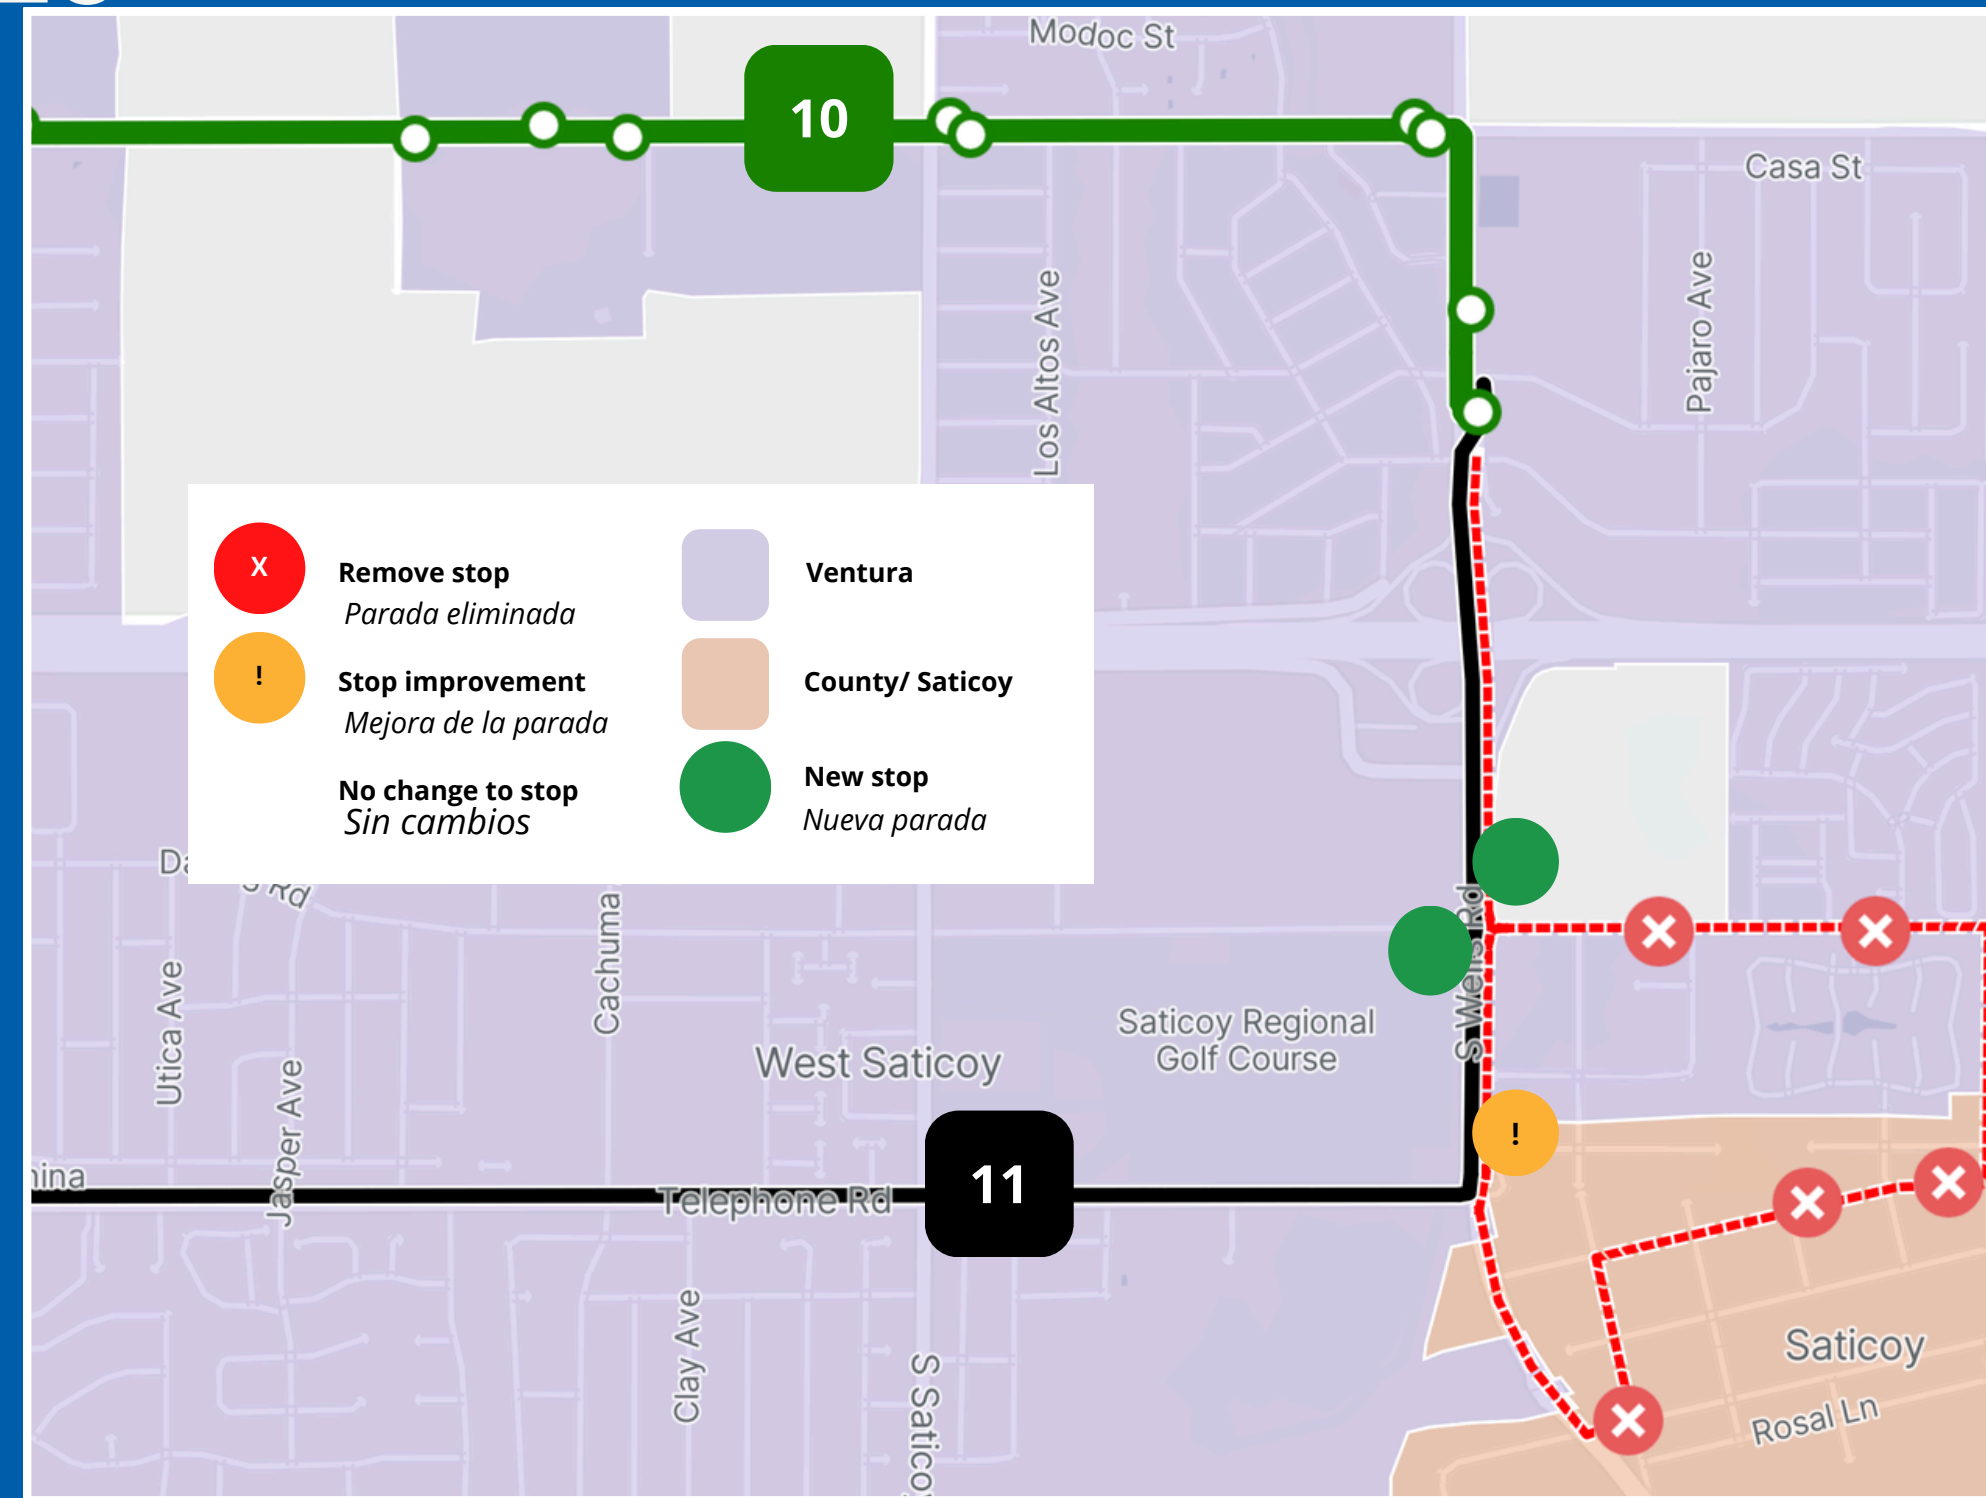 Modoc St
10
Casa St
Pajaro Ave
Los Altos Ave
X
Remove stop
Parada eliminada
!
Stop improvement
Mejora de la parada
No change to stop
Sin cambios
Ventura
County/ Saticoy
New stop
Nueva parada
Rd
Cachuma
Utica Ave
Jasper Ave
West Saticoy
Saticoy Regional
Golf Course
S Wells Rd
!
Telephone Rd
11
Clay Ave
S Saticoy
Saticoy
Rosal Ln